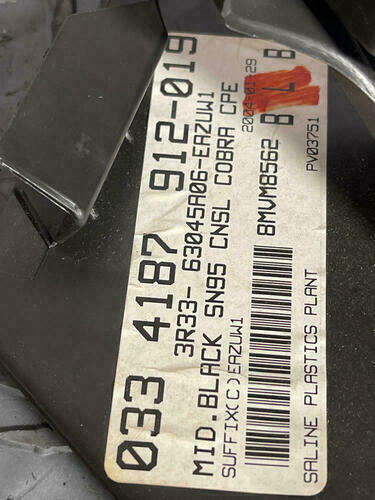 033 4187 912-019
3R33- 63045A06-EAZUW1
MID.BLACK SN95 CNSL COBRA CPE
SUFFIX(C)EAZUW1
2004-01-29
8MVM8562 B L B
PV03751
SALINE PLASTICS PLANT